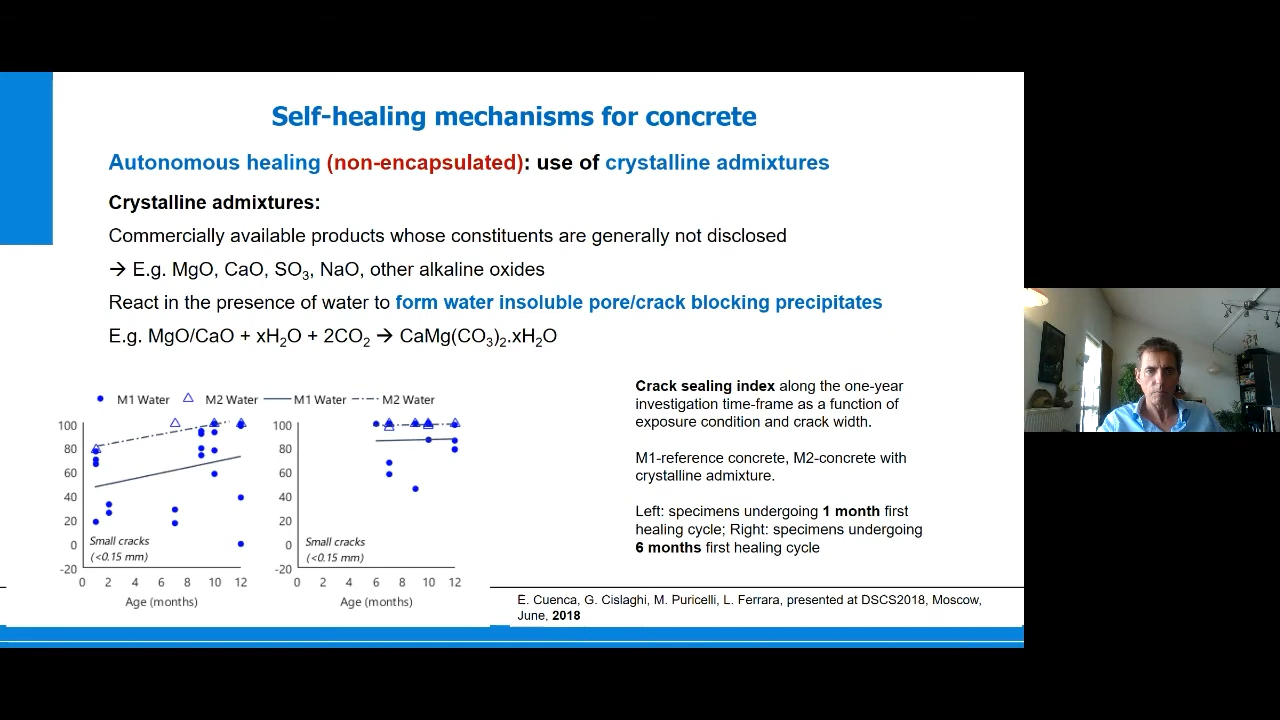 Self-healing mechanisms for concrete
Autonomous healing (non-encapsulated): use of crystalline admixtures
Crystalline admixtures:
Commercially available products whose constituents are generally not disclosed
→ E.g. MgO, CaO, SO₃, NaO, other alkaline oxides
React in the presence of water to form water insoluble pore/crack blocking precipitates
E.g. MgO/CaO + xH₂O + 2CO₂ → CaMg(CO₃)₂.xH₂O
M1 Water M2 Water M1 Water M2 Water
100
80
60
40
20
0
-20
Small cracks
(<0.15 mm)
0 2 4 6 8 10 12
Age (months)
100
80
60
40
20
0
-20
Small cracks
(<0.15 mm)
0 2 4 6 8 10 12
Age (months)
Crack sealing index along the one-year
investigation time-frame as a function of
exposure condition and crack width.
M1-reference concrete, M2-concrete with
crystalline admixture.
Left: specimens undergoing 1 month first
healing cycle; Right: specimens undergoing
6 months first healing cycle
E. Cuenca, G. Cislaghi, M. Puricelli, L. Ferrara, presented at DSCS2018, Moscow,
June, 2018